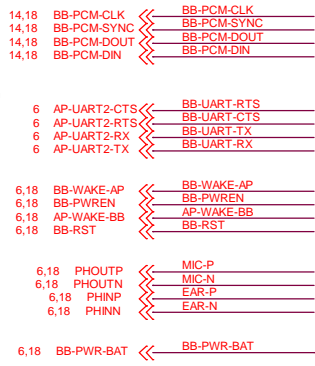 14,18 BB-PCM-CLK BB-PCM-CLK
14,18 BB-PCM-SYNC BB-PCM-SYNC
14,18 BB-PCM-DOUT BB-PCM-DOUT
14,18 BB-PCM-DIN BB-PCM-DIN
6 AP-UART2-CTS BB-UART-RTS
6 AP-UART2-RTS BB-UART-CTS
6 AP-UART2-RX BB-UART-TX
6 AP-UART2-TX BB-UART-RX
6,18 BB-WAKE-AP BB-WAKE-AP
6,18 BB-PWREN BB-PWREN
6,18 AP-WAKE-BB AP-WAKE-BB
6,18 BB-RST BB-RST
6,18 PHOUTP MIC-P
6,18 PHOUTN MIC-N
6,18 PHINP EAR-P
6,18 PHINN EAR-N
6,18 BB-PWR-BAT BB-PWR-BAT